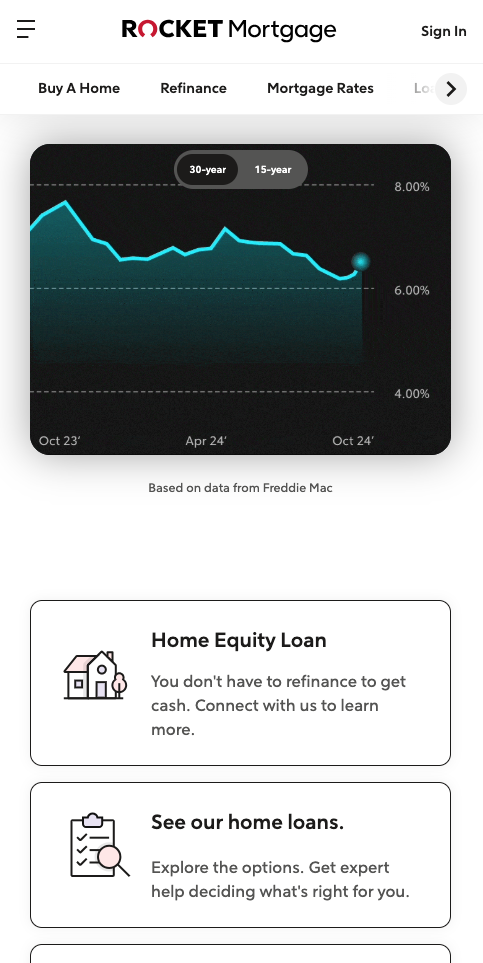 ROCKET Mortgage
Sign In
Buy A Home
Refinance
Mortgage Rates
30-year
15-year
8.00%
6.00%
4.00%
Oct 23’
Apr 24’
Oct 24’
Based on data from Freddie Mac
Home Equity Loan
You don't have to refinance to get
cash. Connect with us to learn
more.
See our home loans.
Explore the options. Get expert
help deciding what's right for you.